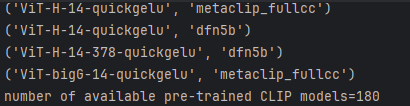 ('ViT-H-14-quickgelu', 'metaclip_fullcc')
('ViT-H-14-quickgelu', 'dfn5b')
('ViT-H-14-378-quickgelu', 'dfn5b')
('ViT-bigG-14-quickgelu', 'metaclip_fullcc')
number of available pre-trained CLIP models=180